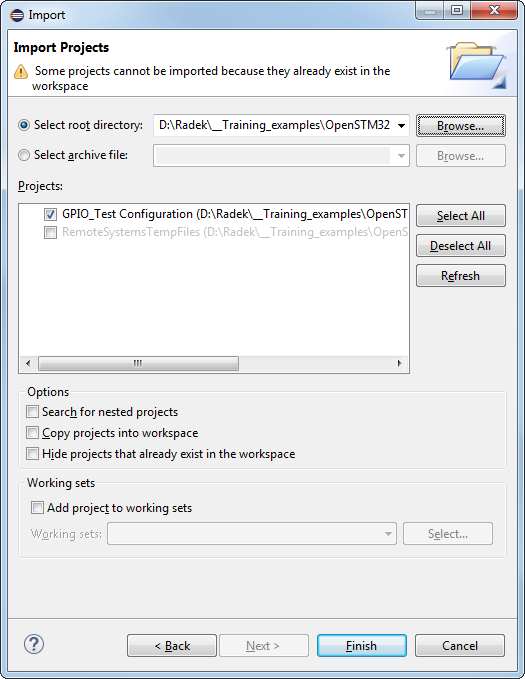 Import
Import Projects
Some projects cannot be imported because they already exist in the
workspace
Select root directory: D:\Radek\__Training_examples\OpenSTM32 Browse...
Select archive file: Browse...
Projects:
GPIO_Test Configuration (D:\Radek\__Training_examples\OpenST
RemoteSystemsTempFiles (D:\Radek\__Training_examples\OpenS
Select All
Deselect All
Refresh
Options
Search for nested projects
Copy projects into workspace
Hide projects that already exist in the workspace
Working sets
Add project to working sets
Working sets: Select...
? < Back Next > Finish Cancel